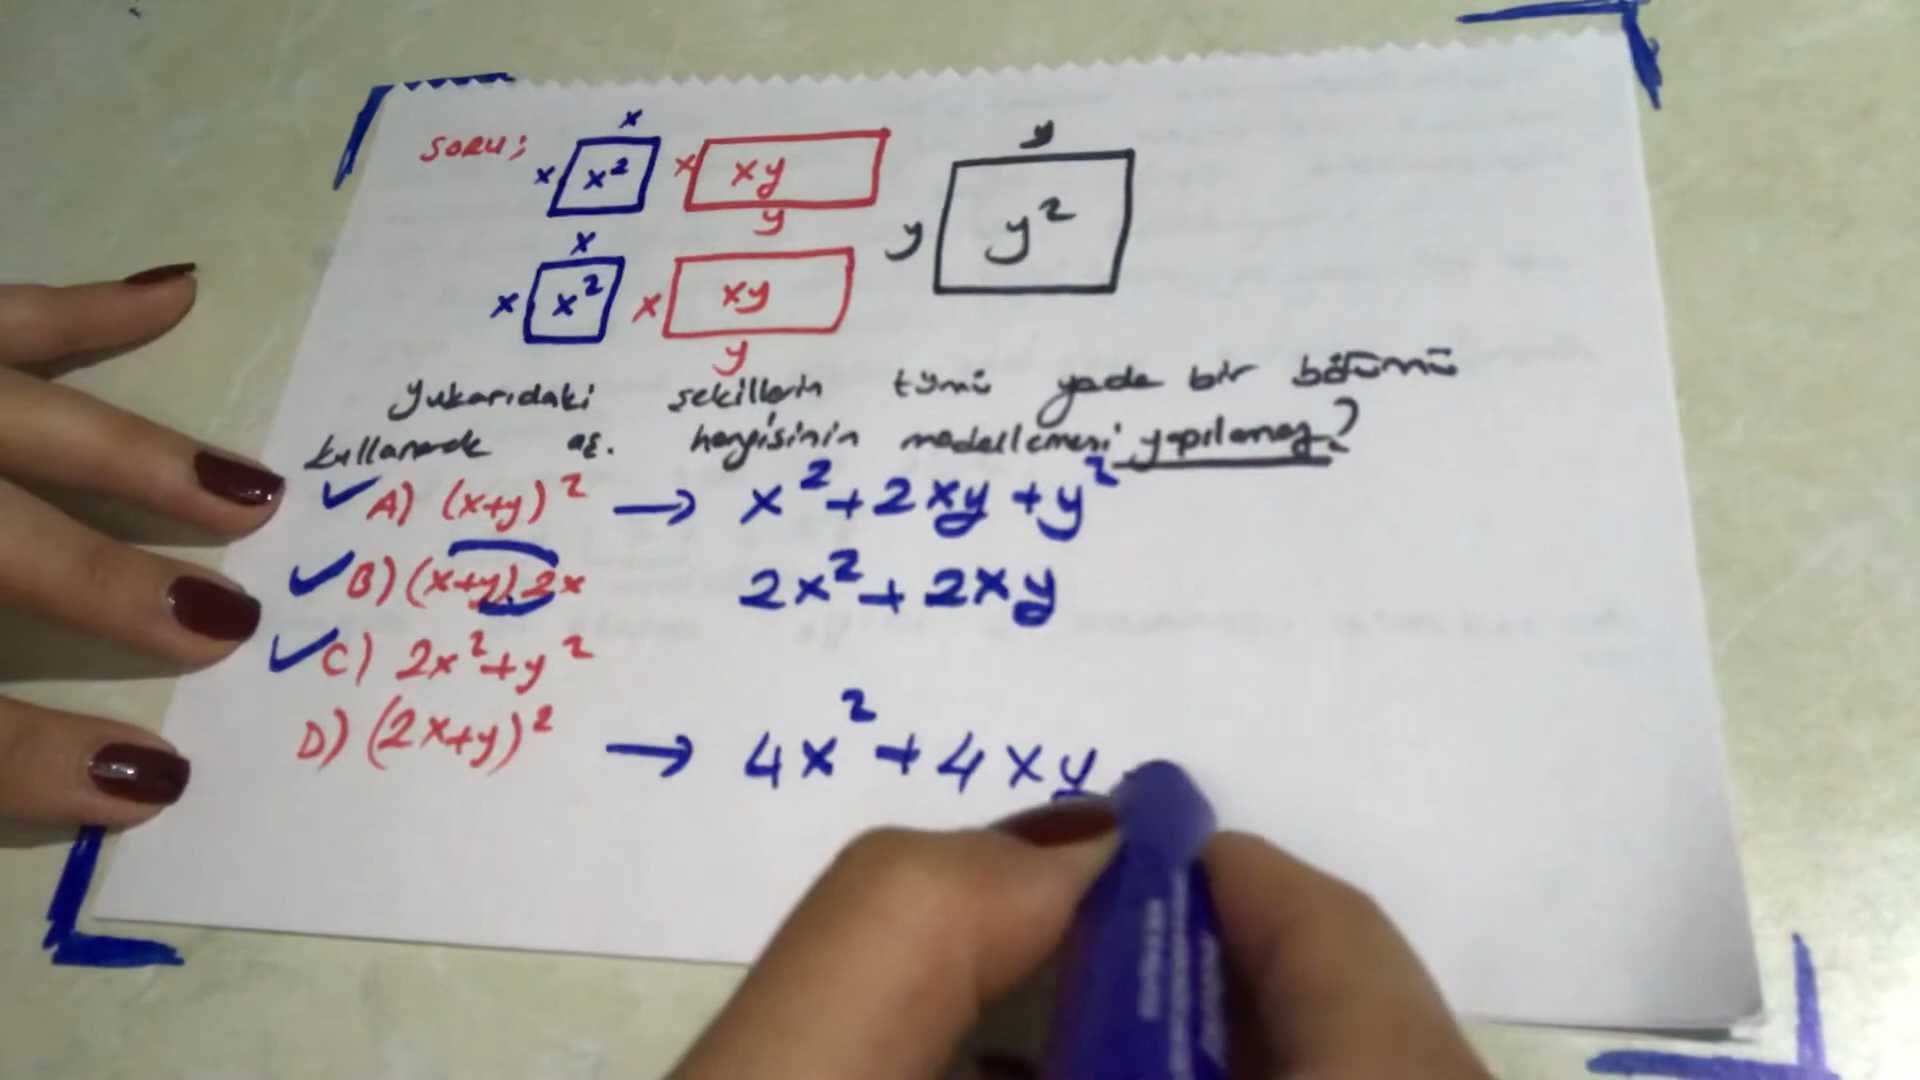 SORU;
x x x² x xy y
y y y²
x x x² x xy y
Yukarıdaki şekillerin tümü yada bir bölümü
kullanarak aş. hangisinin modellemesi yapılamaz?
A) (x+y)² → x²+2xy+y²
B) (x+y).2x 2x²+2xy
C) 2x²+y²
D) (2x+y)² → 4x²+4xy